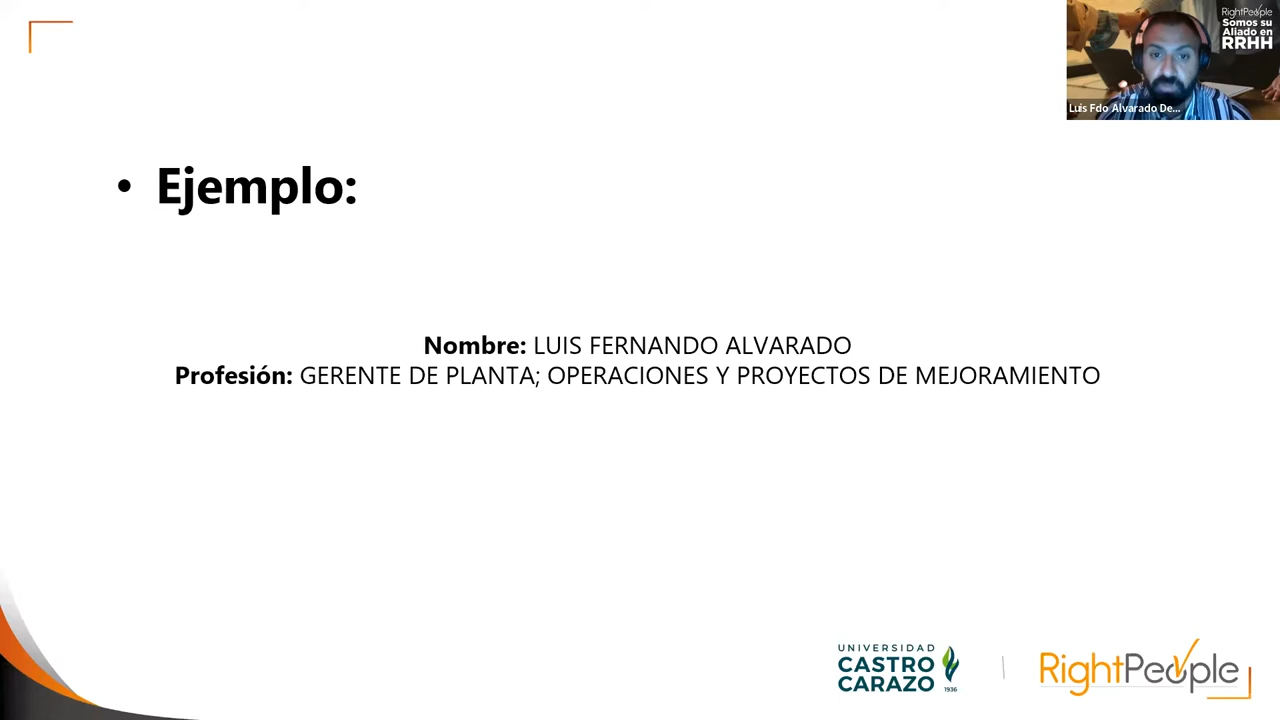 RightPeople
Somos su
Aliado en
RRHH
Luis Fdo Alvarado De...
• Ejemplo:
Nombre: LUIS FERNANDO ALVARADO
Profesión: GERENTE DE PLANTA; OPERACIONES Y PROYECTOS DE MEJORAMIENTO
UNIVERSIDAD
CASTRO
CARAZO
1936
RightPeople